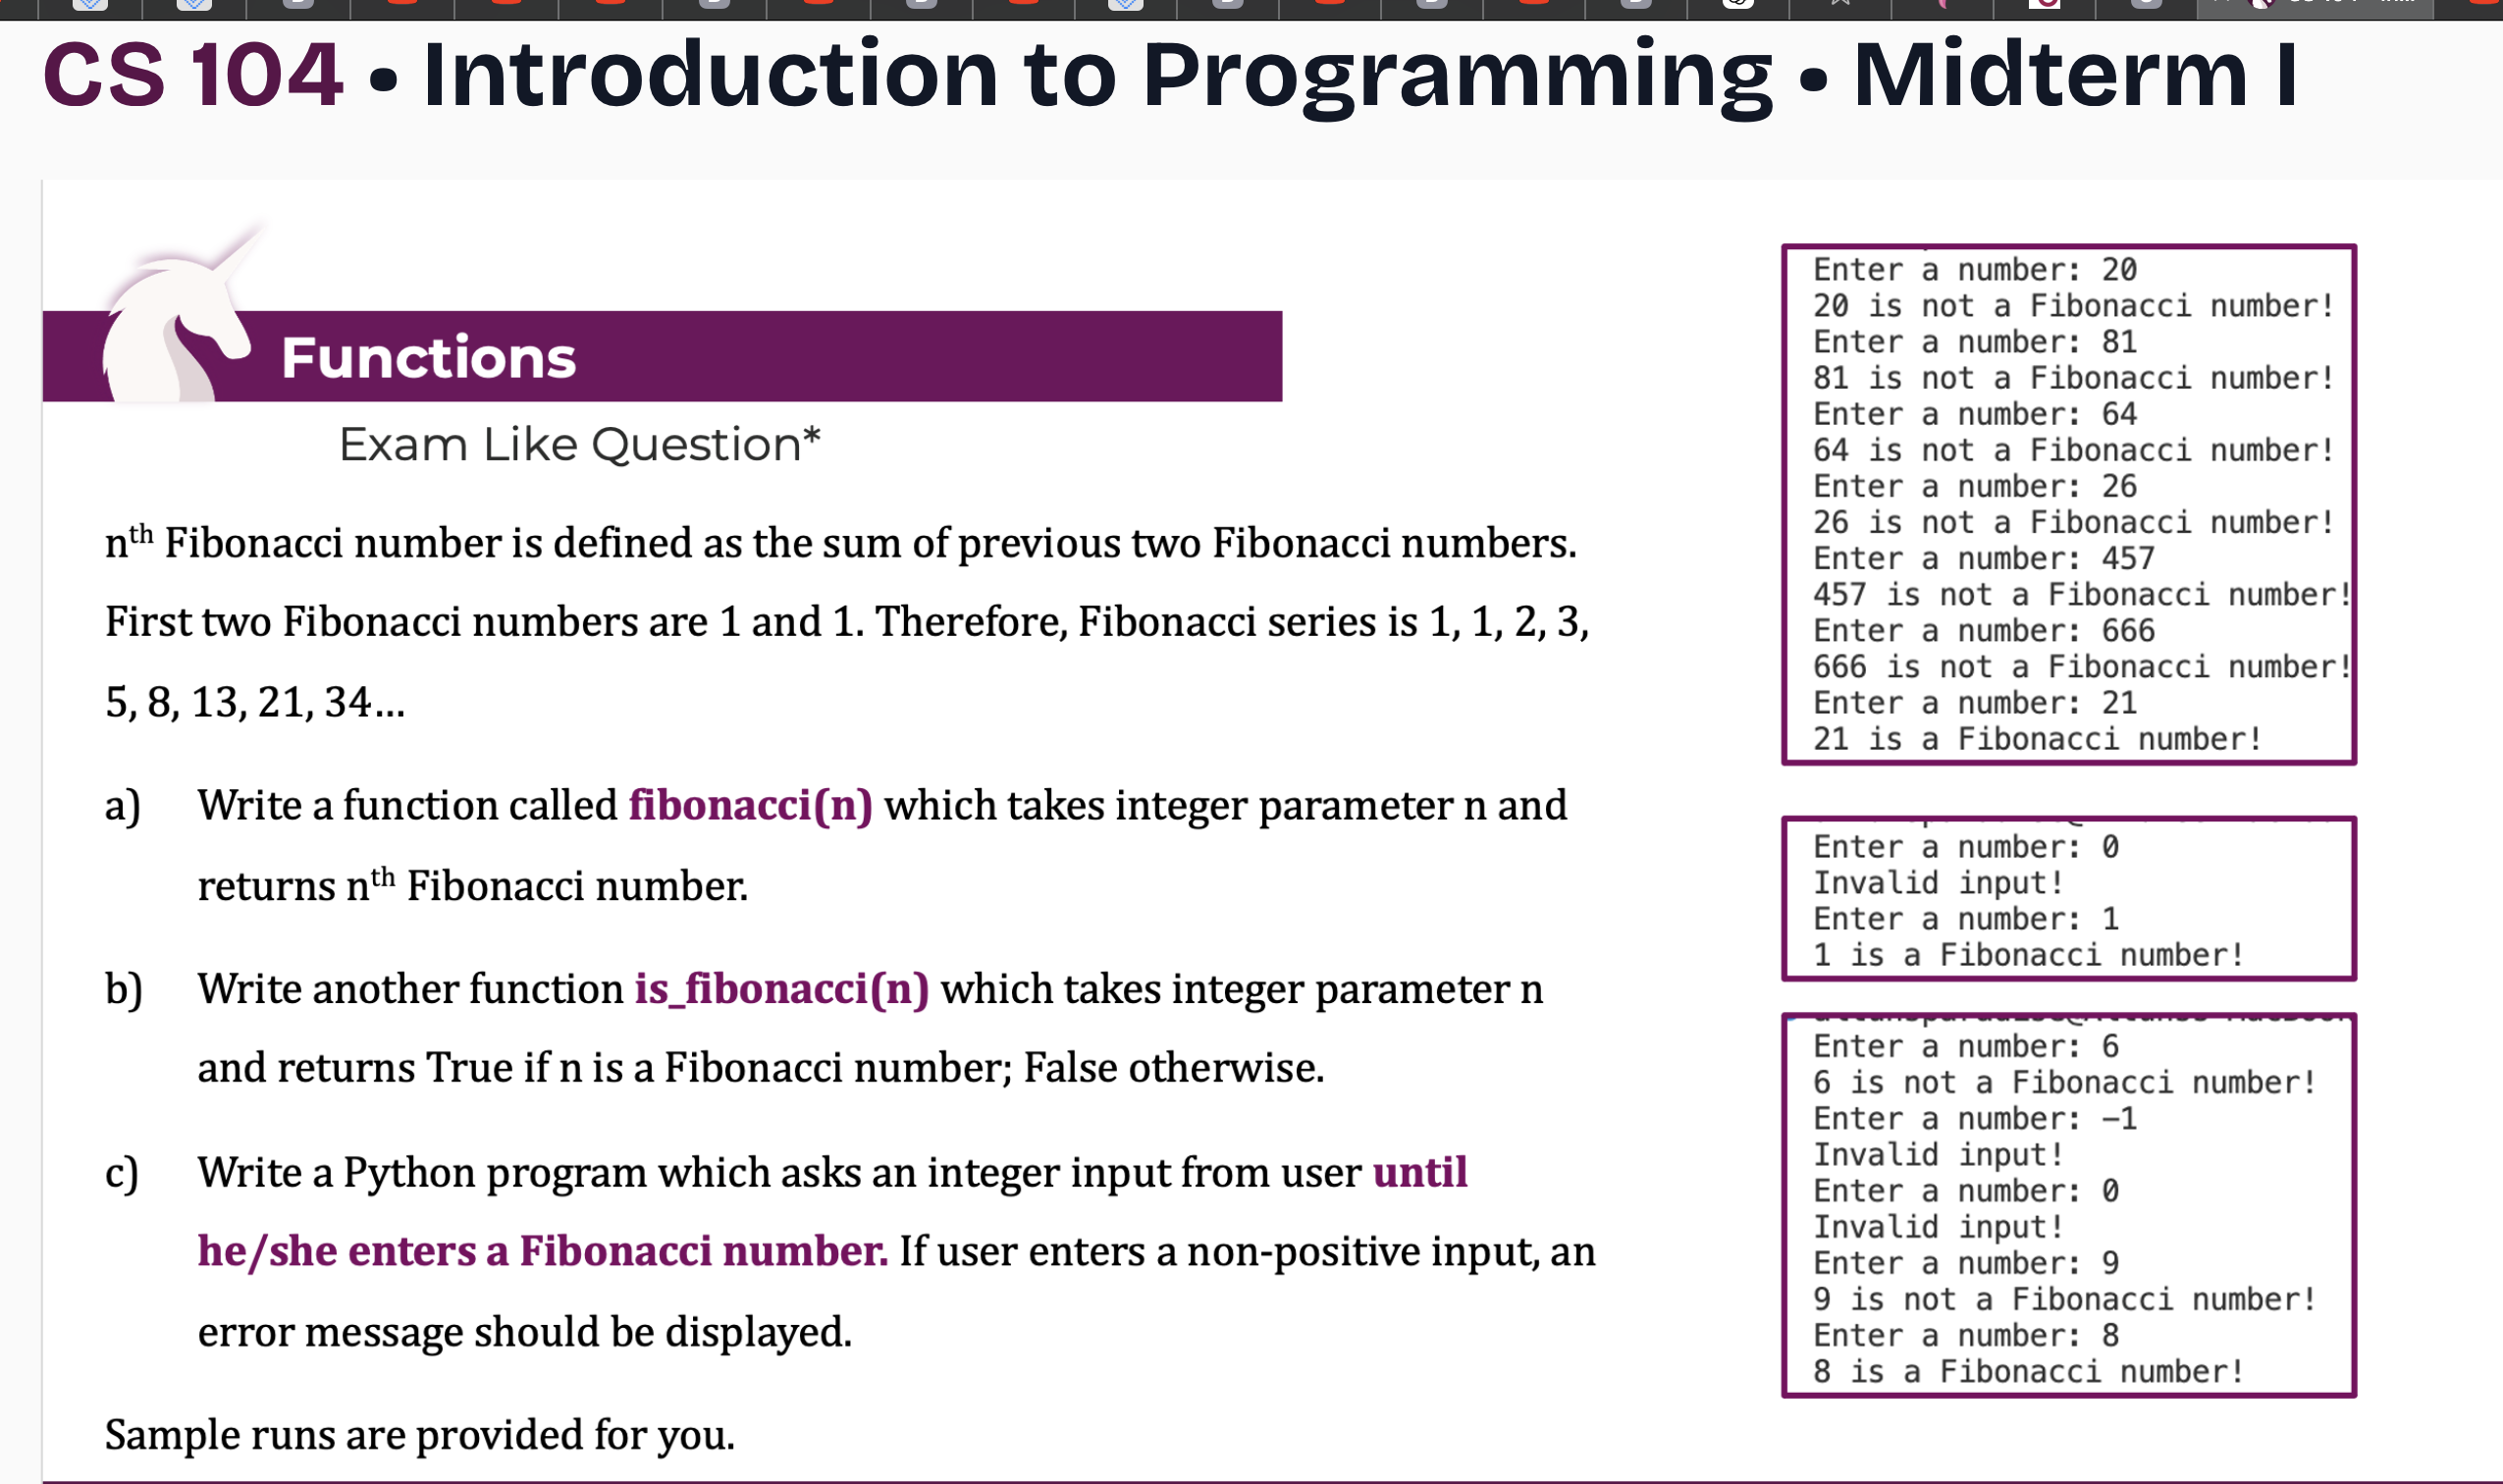 CS 104 • Introduction to Programming • Midterm I
Functions
Exam Like Question*
nth Fibonacci number is defined as the sum of previous two Fibonacci numbers.
First two Fibonacci numbers are 1 and 1. Therefore, Fibonacci series is 1, 1, 2, 3,
5, 8, 13, 21, 34...
a) Write a function called fibonacci(n) which takes integer parameter n and
returns nth Fibonacci number.
b) Write another function is_fibonacci(n) which takes integer parameter n
and returns True if n is a Fibonacci number; False otherwise.
c) Write a Python program which asks an integer input from user until
he/she enters a Fibonacci number. If user enters a non-positive input, an
error message should be displayed.
Sample runs are provided for you.
Enter a number: 20
20 is not a Fibonacci number!
Enter a number: 81
81 is not a Fibonacci number!
Enter a number: 64
64 is not a Fibonacci number!
Enter a number: 26
26 is not a Fibonacci number!
Enter a number: 457
457 is not a Fibonacci number!
Enter a number: 666
666 is not a Fibonacci number!
Enter a number: 21
21 is a Fibonacci number!
Enter a number: 0
Invalid input!
Enter a number: 1
1 is a Fibonacci number!
Enter a number: 6
6 is not a Fibonacci number!
Enter a number: -1
Invalid input!
Enter a number: 0
Invalid input!
Enter a number: 9
9 is not a Fibonacci number!
Enter a number: 8
8 is a Fibonacci number!